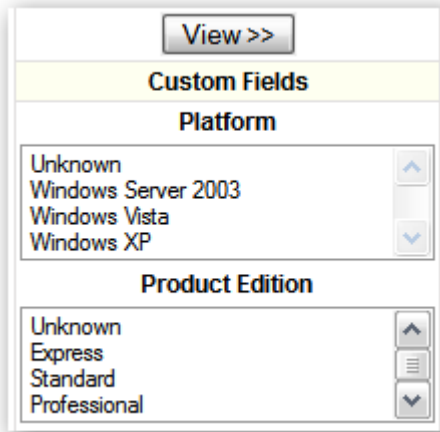 View >>
Custom Fields
Platform
Unknown
Windows Server 2003
Windows Vista
Windows XP
Product Edition
Unknown
Express
Standard
Professional